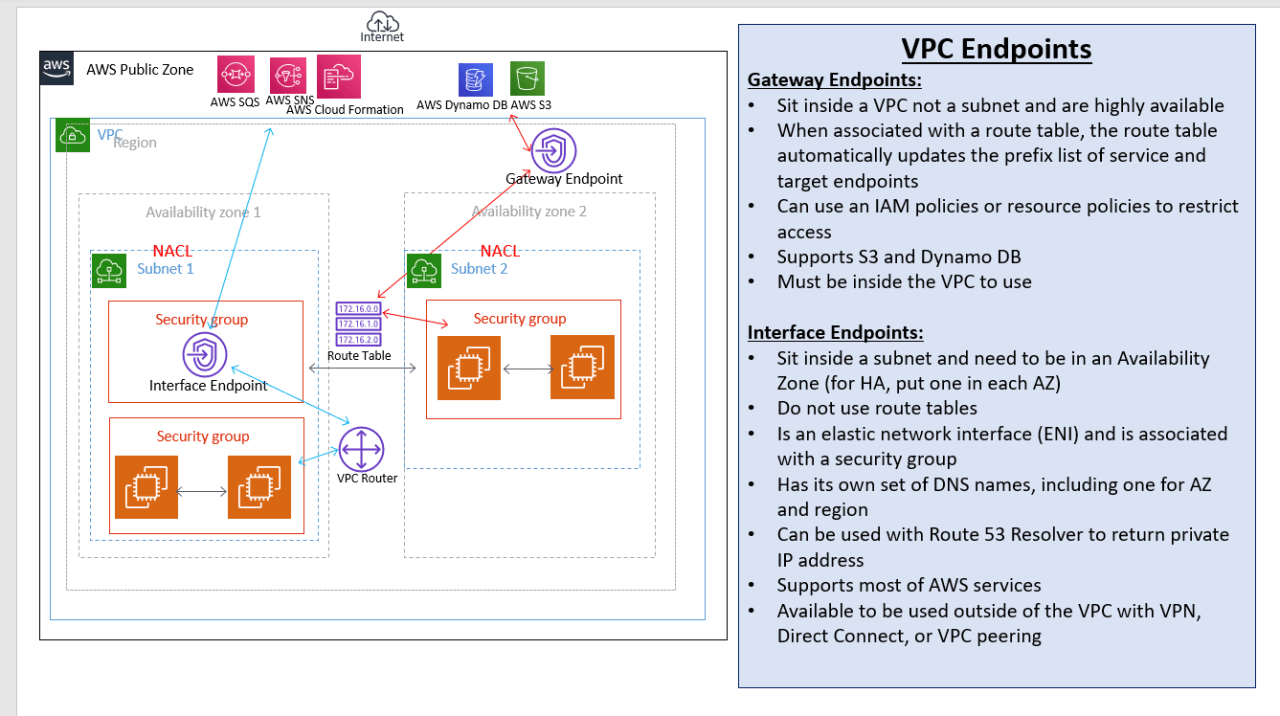 Internet
aws
AWS Public Zone
AWS SQS
AWS SNS
AWS Cloud Formation
AWS Dynamo DB
AWS S3
VPC
Region
Gateway Endpoint
Availability zone 1
Availability zone 2
NACL
Subnet 1
NACL
Subnet 2
Security group
Interface Endpoint
172.16.0.0
172.16.1.0
172.16.2.0
Route Table
Security group
Security group
VPC Router
VPC Endpoints
Gateway Endpoints:
• Sit inside a VPC not a subnet and are highly available
• When associated with a route table, the route table
automatically updates the prefix list of service and
target endpoints
• Can use an IAM policies or resource policies to restrict
access
• Supports S3 and Dynamo DB
• Must be inside the VPC to use
Interface Endpoints:
• Sit inside a subnet and need to be in an Availability
Zone (for HA, put one in each AZ)
• Do not use route tables
• Is an elastic network interface (ENI) and is associated
with a security group
• Has its own set of DNS names, including one for AZ
and region
• Can be used with Route 53 Resolver to return private
IP address
• Supports most of AWS services
• Available to be used outside of the VPC with VPN,
Direct Connect, or VPC peering